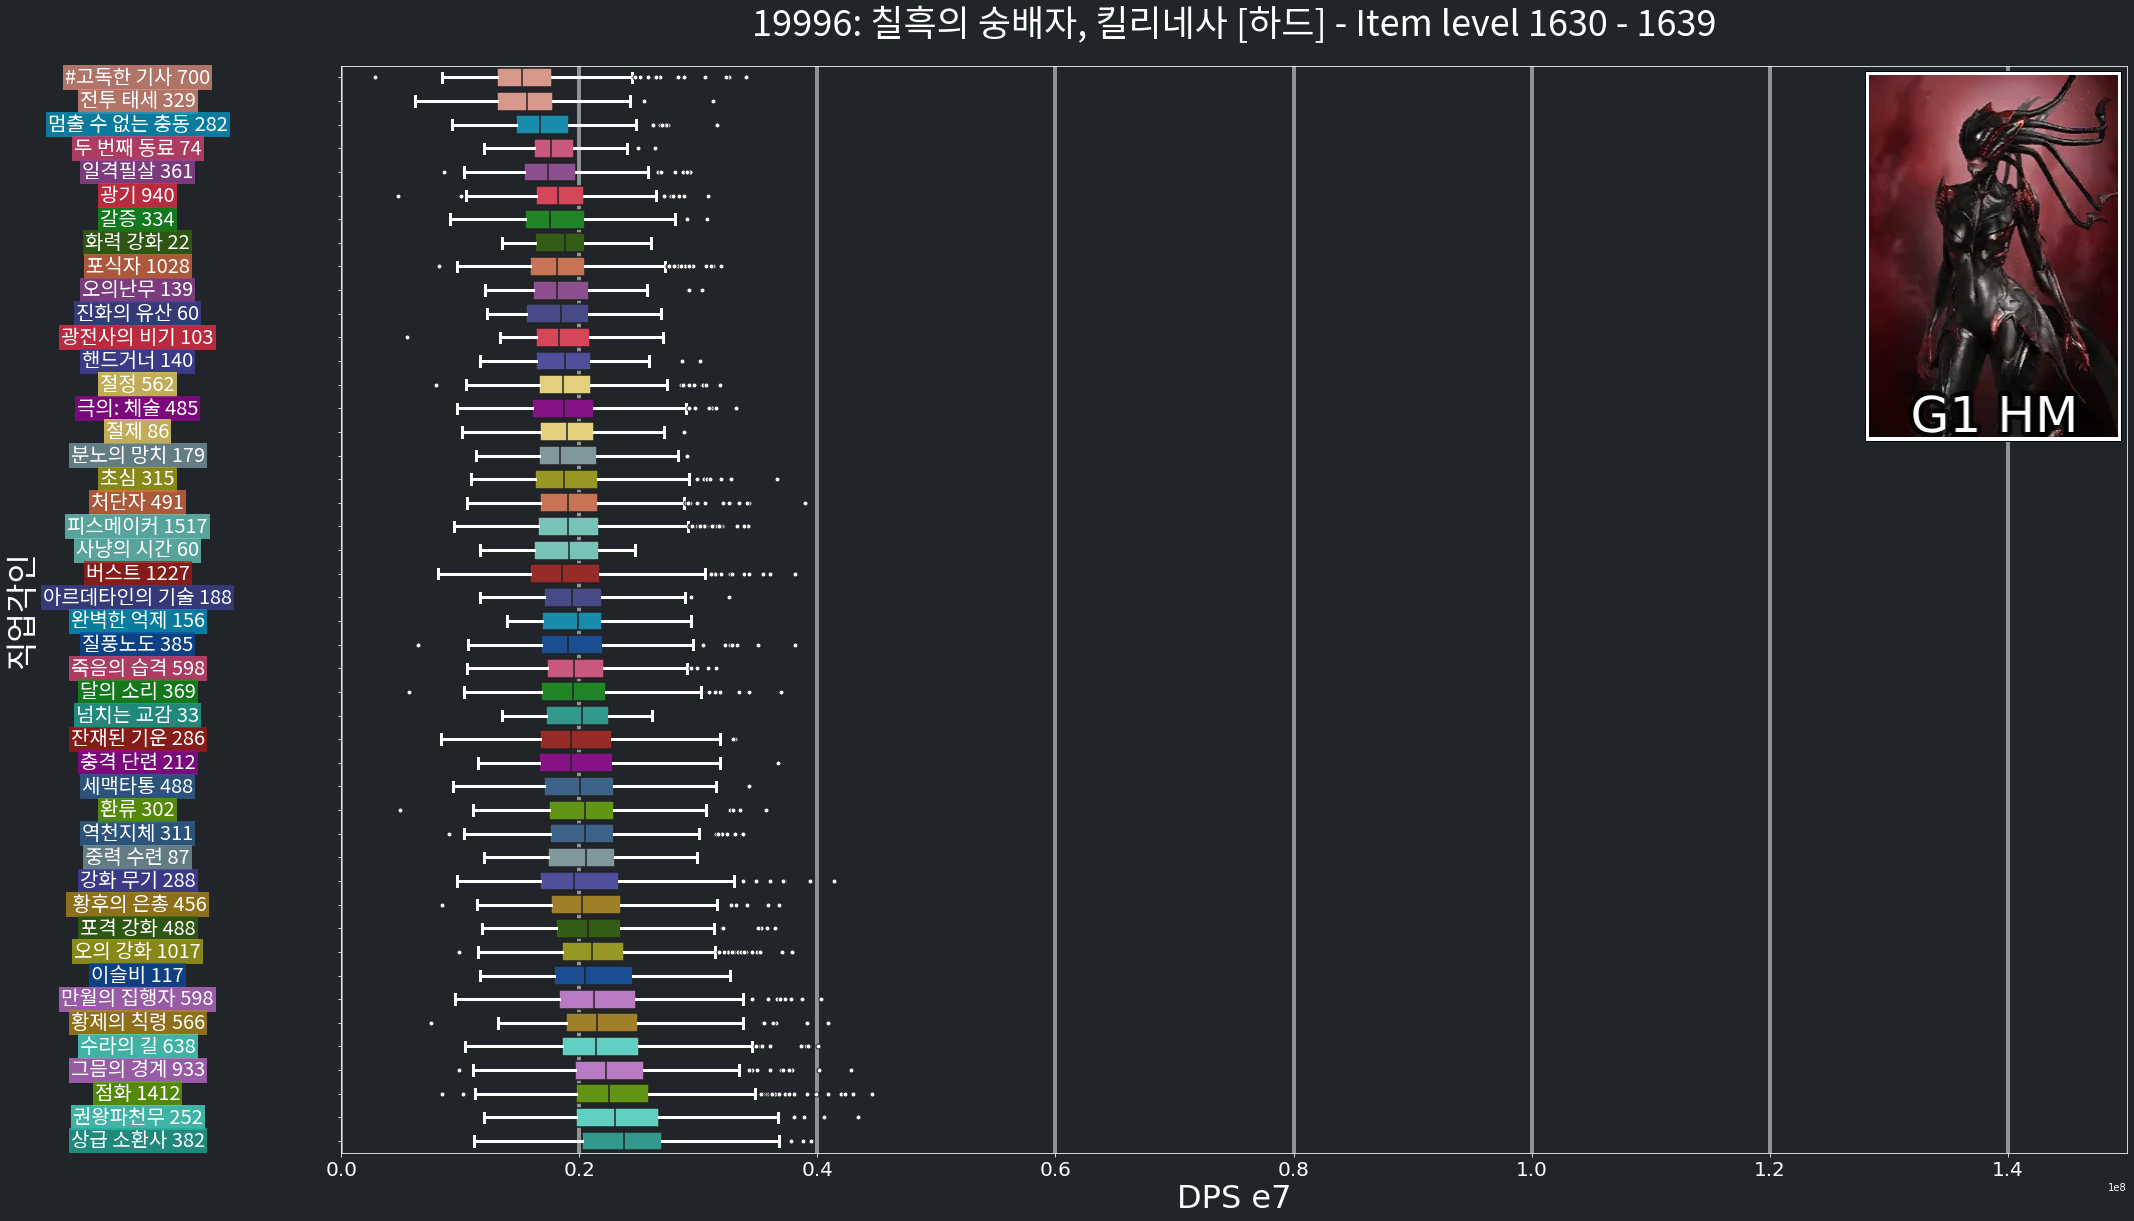 19996: 칠흑의 숭배자, 킬리네사 [하드] - Item level 1630 - 1639
#고독한 기사 700
전투 태세 329
멈출 수 없는 충동 282
두 번째 동료 74
일격필살 361
광기 940
갈증 334
화력 강화 22
포식자 1028
오의난무 139
진화의 유산 60
광전사의 비기 103
핸드거너 140
절정 562
극의: 체술 485
절제 86
분노의 망치 179
초심 315
처단자 491
피스메이커 1517
사냥의 시간 60
버스트 1227
아르데타인의 기술 188
완벽한 억제 156
질풍노도 385
죽음의 습격 598
달의 소리 369
넘치는 교감 33
잔재된 기운 286
충격 단련 212
세맥타통 488
환류 302
역천지체 311
중력 수련 87
강화 무기 288
황후의 은총 456
포격 강화 488
오의 강화 1017
이슬비 117
만월의 집행자 598
황제의 칙령 566
수라의 길 638
그믐의 경계 933
점화 1412
권왕파천무 252
상급 소환사 382
직업각인
G1 HM
0.0 0.2 0.4 0.6 0.8 1.0 1.2 1.4
1e8
DPS e7